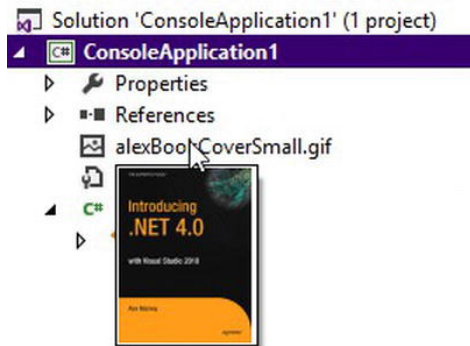 Solution 'ConsoleApplication1' (1 project)
C# ConsoleApplication1
Properties
References
alexBookCoverSmall.gif
C#
Introducing
.NET 4.0
with Visual Studio 2010